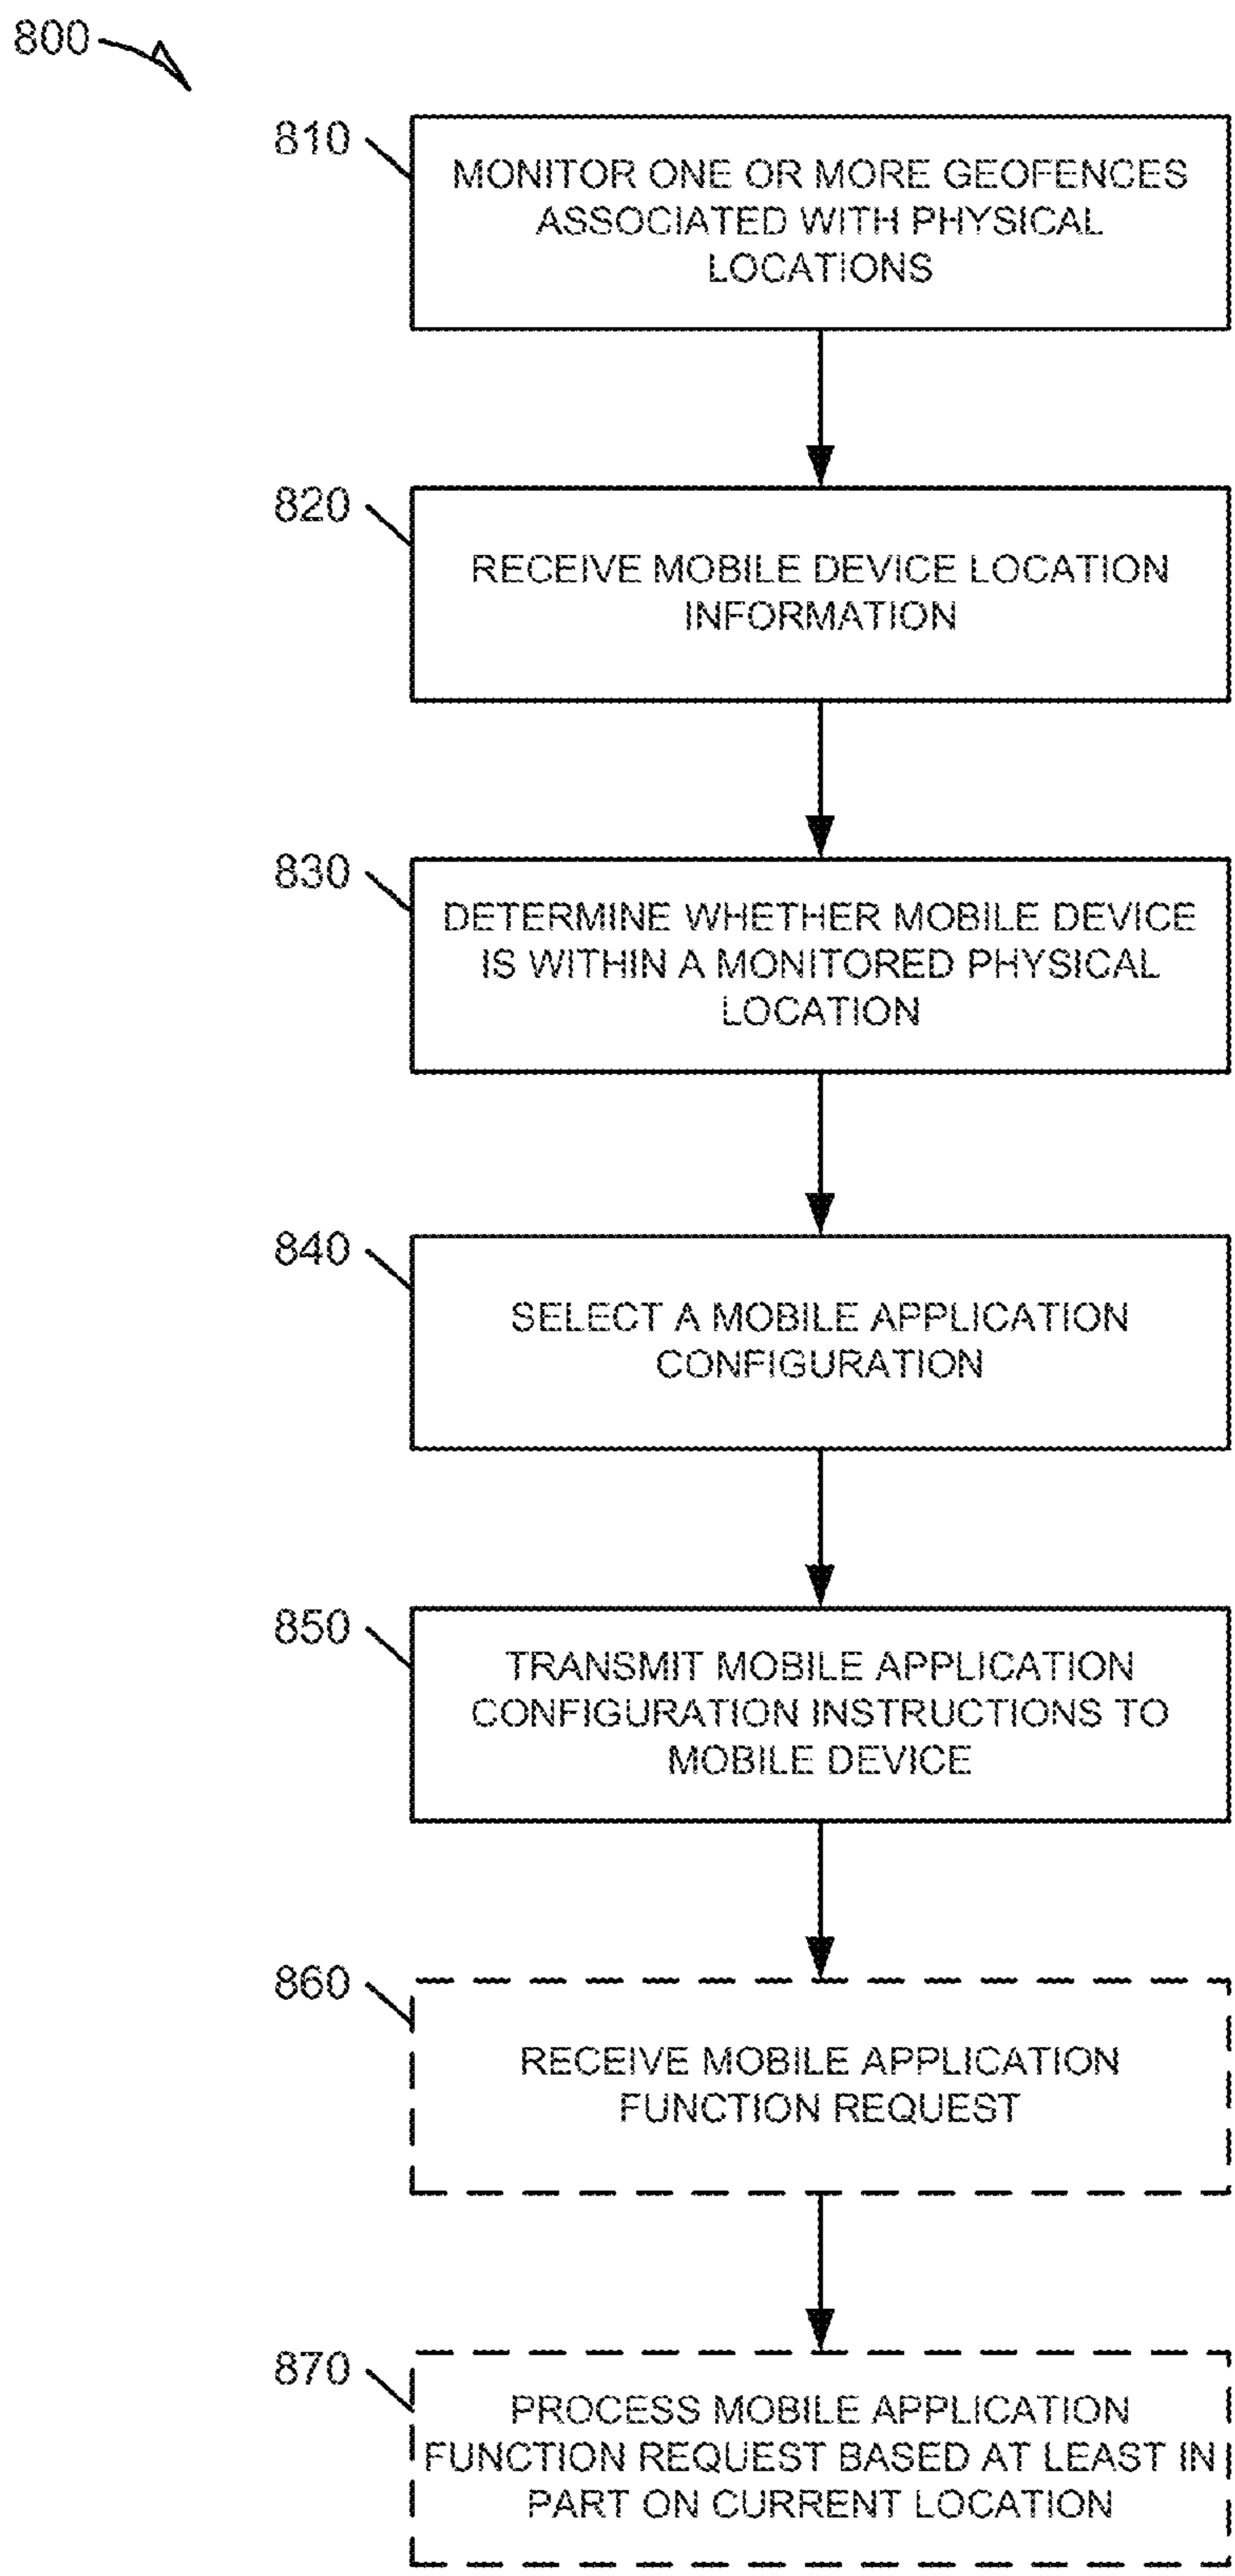 800
810
MONITOR ONE OR MORE GEOFENCES
ASSOCIATED WITH PHYSICAL
LOCATIONS
820
RECEIVE MOBILE DEVICE LOCATION
INFORMATION
830
DETERMINE WHETHER MOBILE DEVICE
IS WITHIN A MONITORED PHYSICAL
LOCATION
840
SELECT A MOBILE APPLICATION
CONFIGURATION
850
TRANSMIT MOBILE APPLICATION
CONFIGURATION INSTRUCTIONS TO
MOBILE DEVICE
860
RECEIVE MOBILE APPLICATION
FUNCTION REQUEST
870
PROCESS MOBILE APPLICATION
FUNCTION REQUEST BASED AT LEAST IN
PART ON CURRENT LOCATION